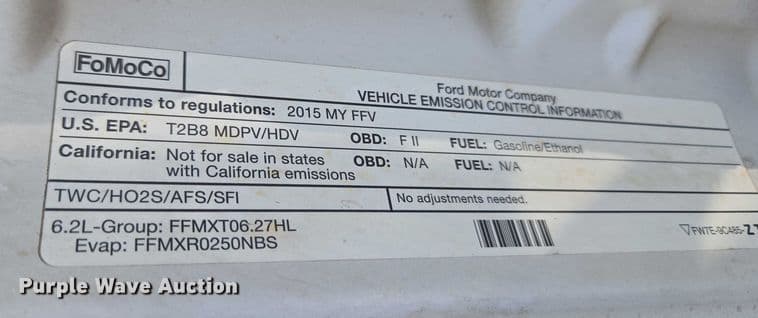 FoMoCo
Ford Motor Company
VEHICLE EMISSION CONTROL INFORMATION
Conforms to regulations: 2015 MY FFV
U.S. EPA: T2B8 MDPV/HDV OBD: F II FUEL: Gasoline/Ethanol
California: Not for sale in states with California emissions OBD: N/A FUEL: N/A
TWC/HO2S/AFS/SFI No adjustments needed.
6.2L-Group: FFMXT06.27HL
Evap: FFMXR0250NBS
FWTE-9C485-
Purple Wave Auction